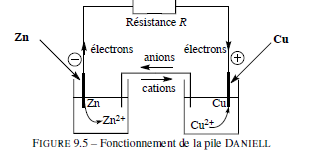 Résistance R
Zn
Cu
électrons
électrons
anions
cations
Zn
Cu
Zn2+
Cu2+
FIGURE 9.5 – Fonctionnement de la pile DANIELL